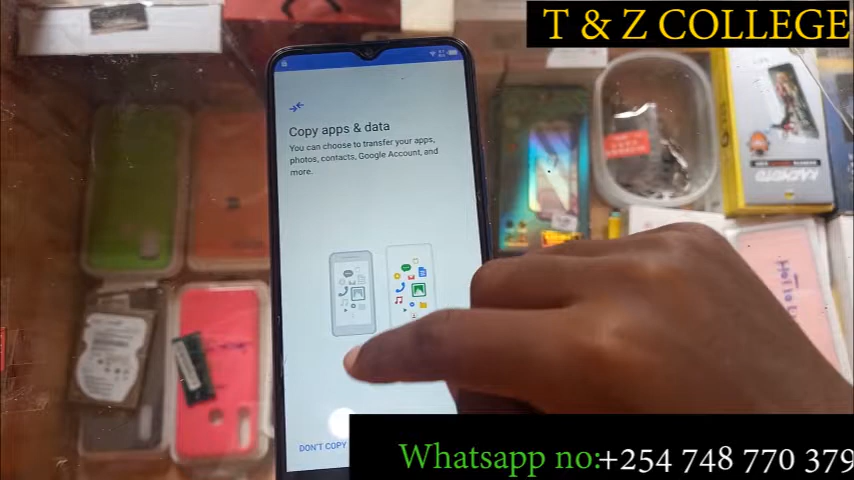 T & Z COLLEGE
Copy apps & data
You can choose to transfer your apps,
photos, contacts, Google Account, and
more.
DON'T COPY
Whatsapp no:+254 748 770 379